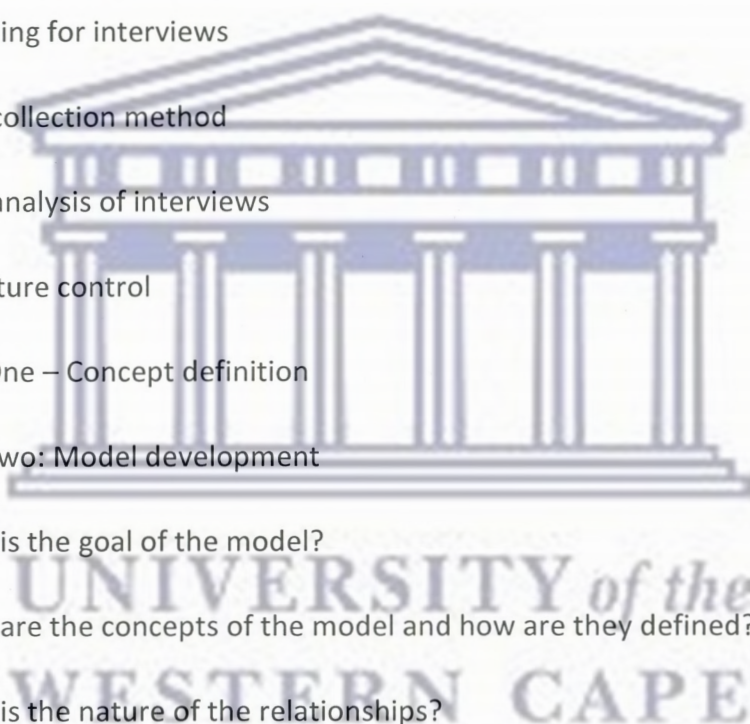 ing for interviews
collection method
analysis of interviews
ture control
One – Concept definition
wo: Model development
is the goal of the model?
UNIVERSITY of the
are the concepts of the model and how are they defined?
WESTERN CAPE
is the nature of the relationships?